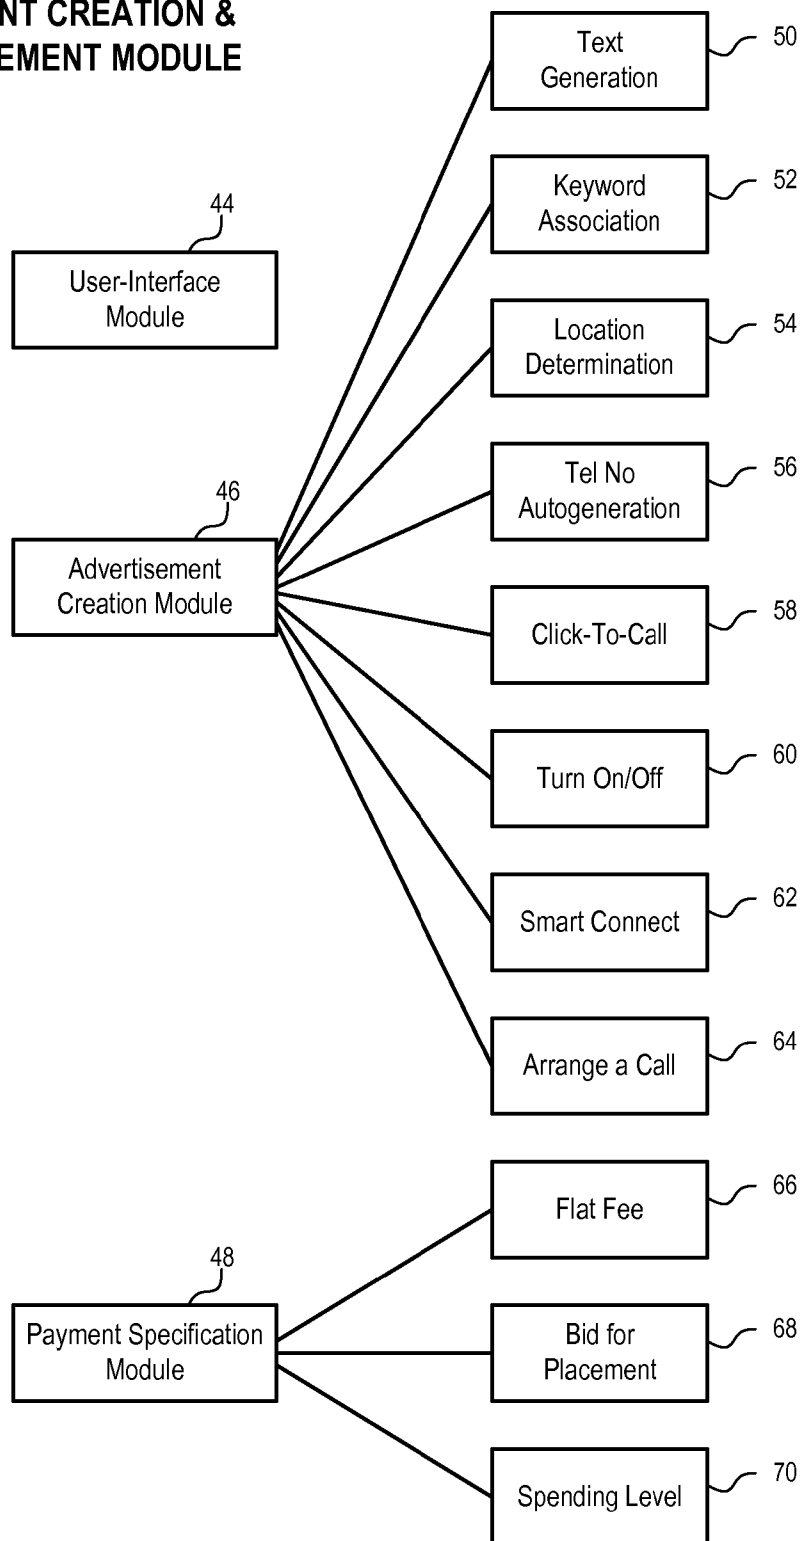 NT CREATION &
EMENT MODULE
44
User-Interface
Module
46
Advertisement
Creation Module
48
Payment Specification
Module
Text
Generation
50
Keyword
Association
52
Location
Determination
54
Tel No
Autogeneration
56
Click-To-Call
58
Turn On/Off
60
Smart Connect
62
Arrange a Call
64
Flat Fee
66
Bid for
Placement
68
Spending Level
70